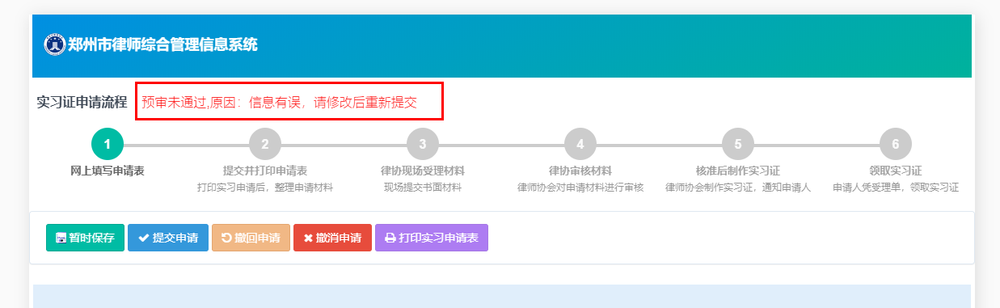 郑州市律师综合管理信息系统
实习证申请流程 预审未通过,原因：信息有误，请修改后重新提交
1 2 3 4 5 6
网上填写申请表 提交并打印申请表 律协现场受理材料 律协审核材料 核准后制作实习证 领取实习证
打印实习申请后，整理申请材料 现场提交书面材料 律师协会对申请材料进行审核 律师协会制作实习证，通知申请人 申请人凭受理单，领取实习证
暂时保存 提交申请 撤回申请 撤消申请 打印实习申请表